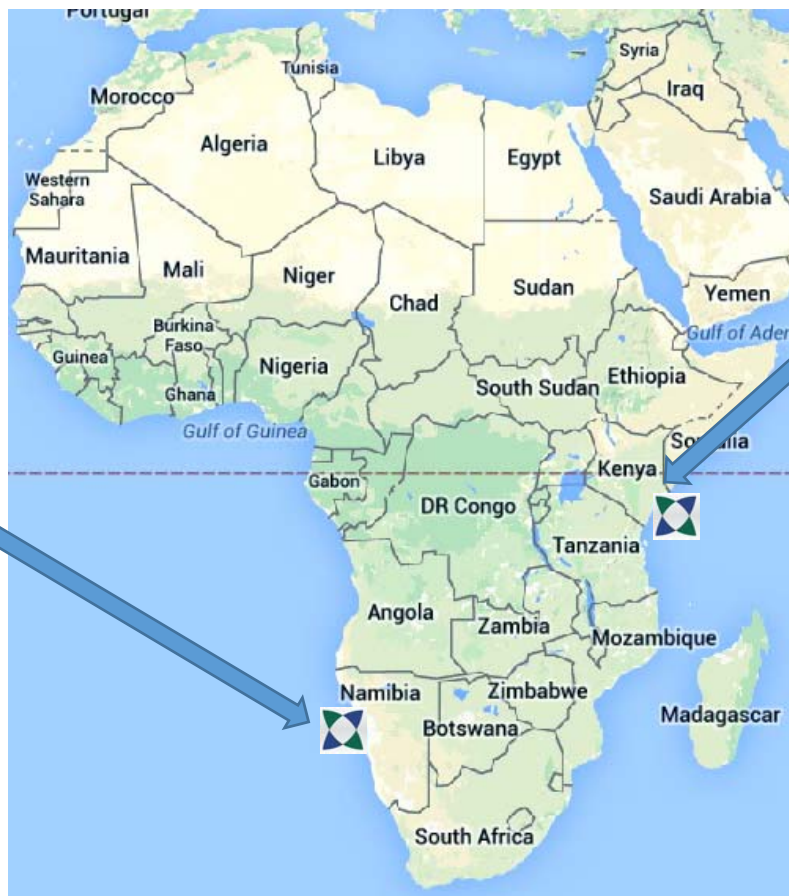 Portugal
Syria
Tunisia
Iraq
Morocco
Algeria
Libya
Egypt
Western
Sahara
Saudi Arabia
Mauritania
Mali
Niger
Chad
Sudan
Yemen
Burkina
Faso
Gulf of Aden
Guinea
Nigeria
South Sudan
Ethiopia
Ghana
Gulf of Guinea
Somalia
Gabon
Kenya
DR Congo
Tanzania
Angola
Zambia
Mozambique
Namibia
Zimbabwe
Botswana
Madagascar
South Africa